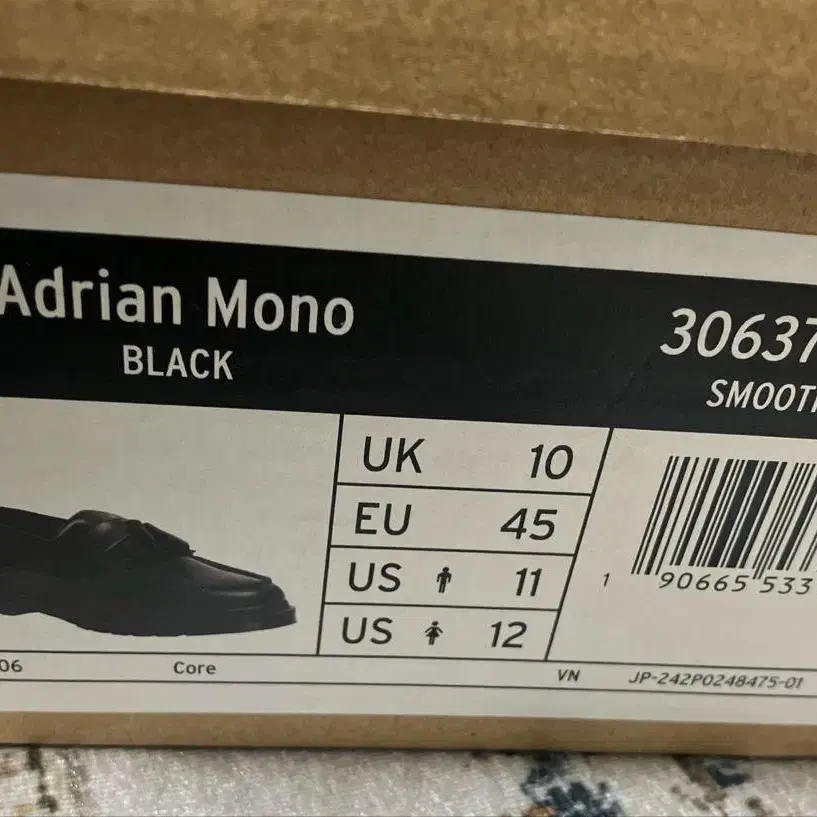 Adrian Mono
BLACK
30637
SMOOTH
UK 10
EU 45
US 11
US 12
1 90665 533
06 Core VN JP-242P0248475-01